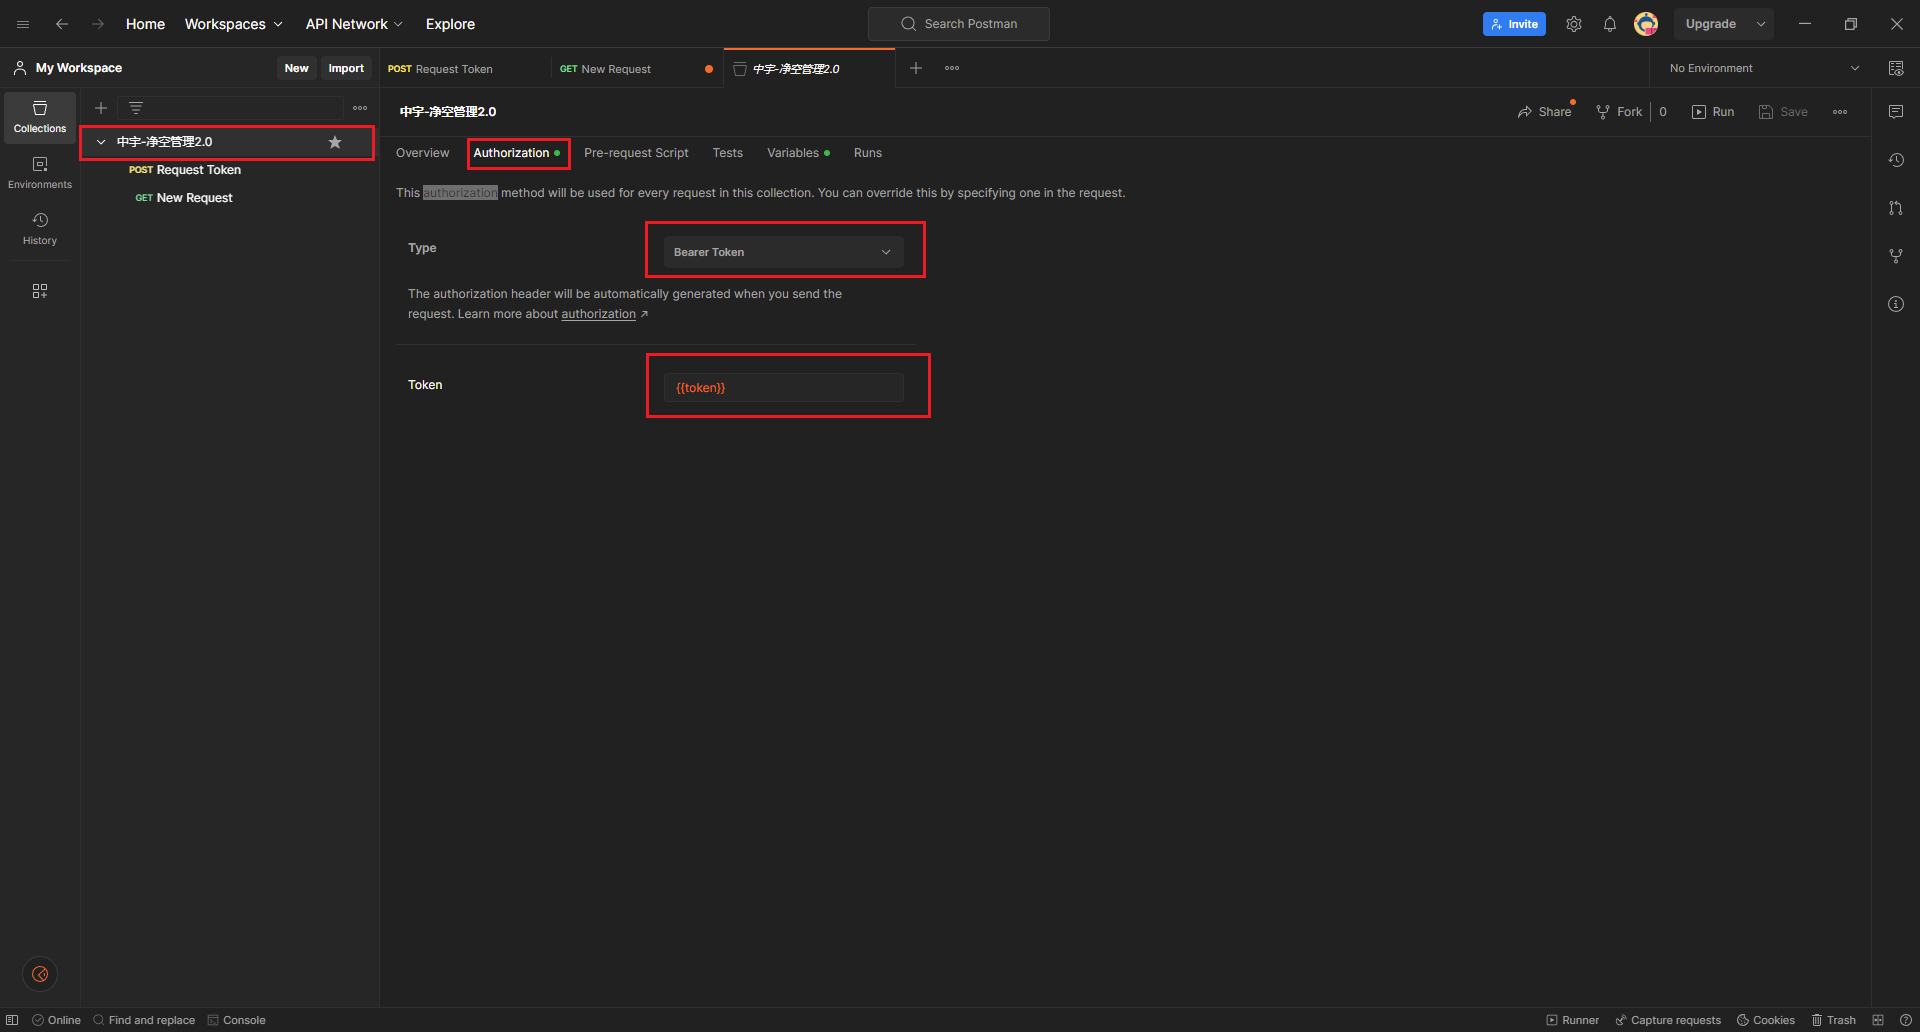 Home Workspaces API Network Explore Search Postman Invite Upgrade
My Workspace New Import POST Request Token GET New Request 中宇-净空管理2.0 No Environment
Collections
Environments
History
中宇-净空管理2.0
POST Request Token
GET New Request
中宇-净空管理2.0 Share Fork 0 Run Save
Overview Authorization Pre-request Script Tests Variables Runs
This authorization method will be used for every request in this collection. You can override this by specifying one in the request.
Type Bearer Token
The authorization header will be automatically generated when you send the
request. Learn more about authorization ↗
Token {{token}}
Online Find and replace Console Runner Capture requests Cookies Trash